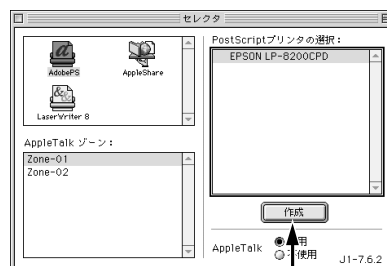 セレクタ
AdobePS
AppleShare
LaserWriter 8
AppleTalk ゾーン：
Zone-01
Zone-02
PostScriptプリンタの選択：
EPSON LP-8200CPD
作成
AppleTalk
使用
不使用
J1-7.6.2